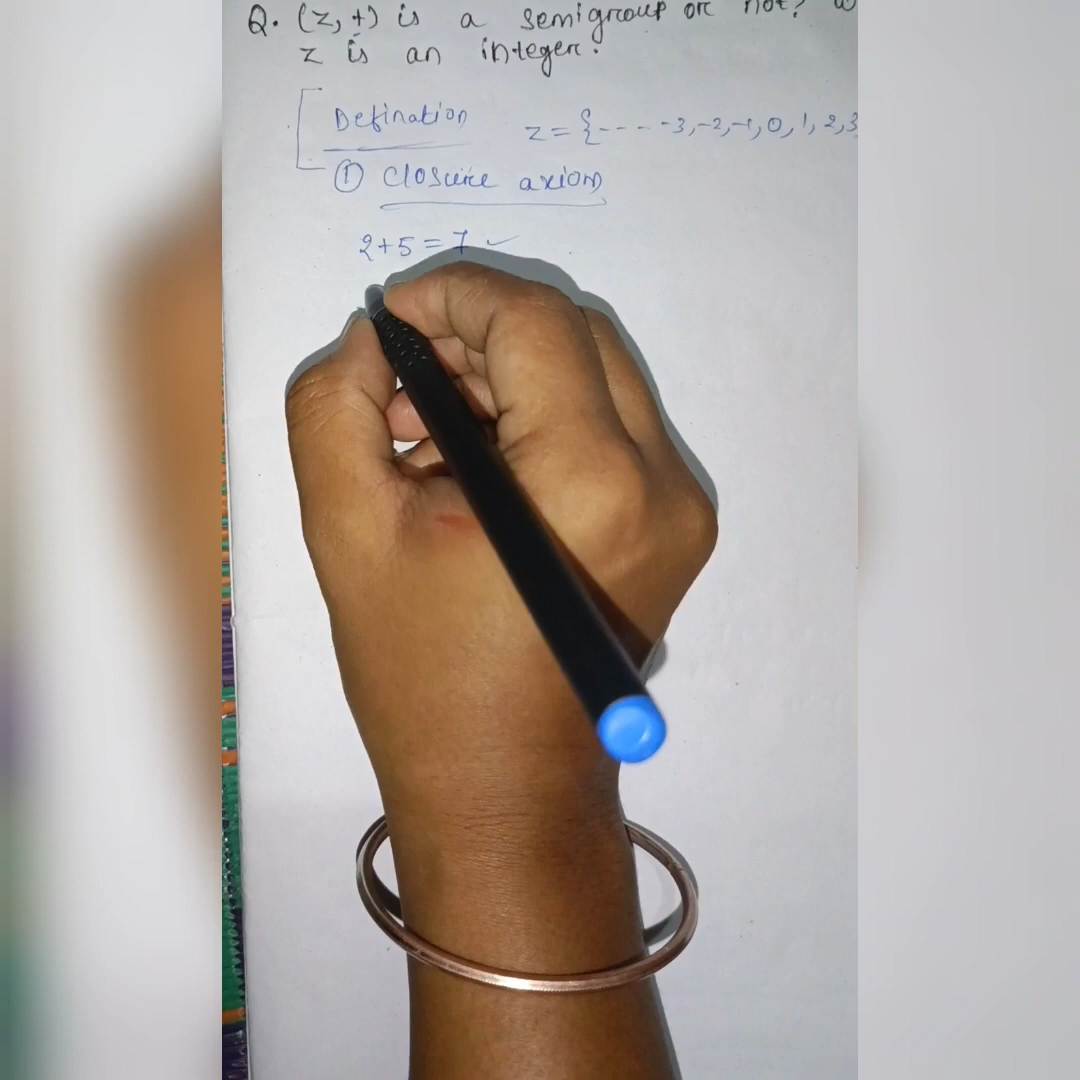 Q. (Z, +) is a semigroup or not? w
Z is an integer.
Defination
Z = {---- -3, -2, -1, 0, 1, 2, 3
① Closure axiom
2+5 = 7 ✓